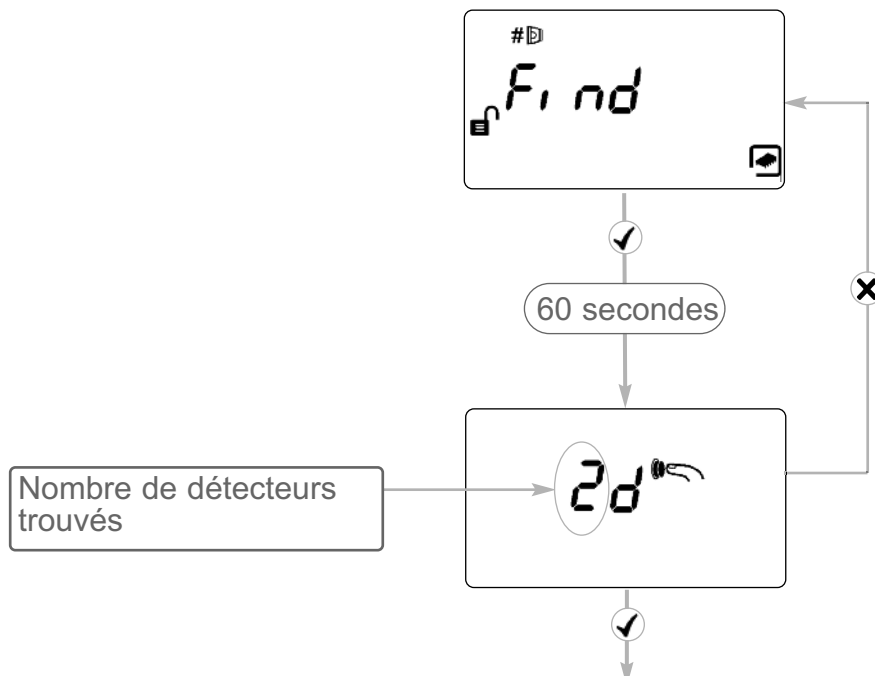 #
Find
60 secondes
2d
Nombre de détecteurs
trouvés